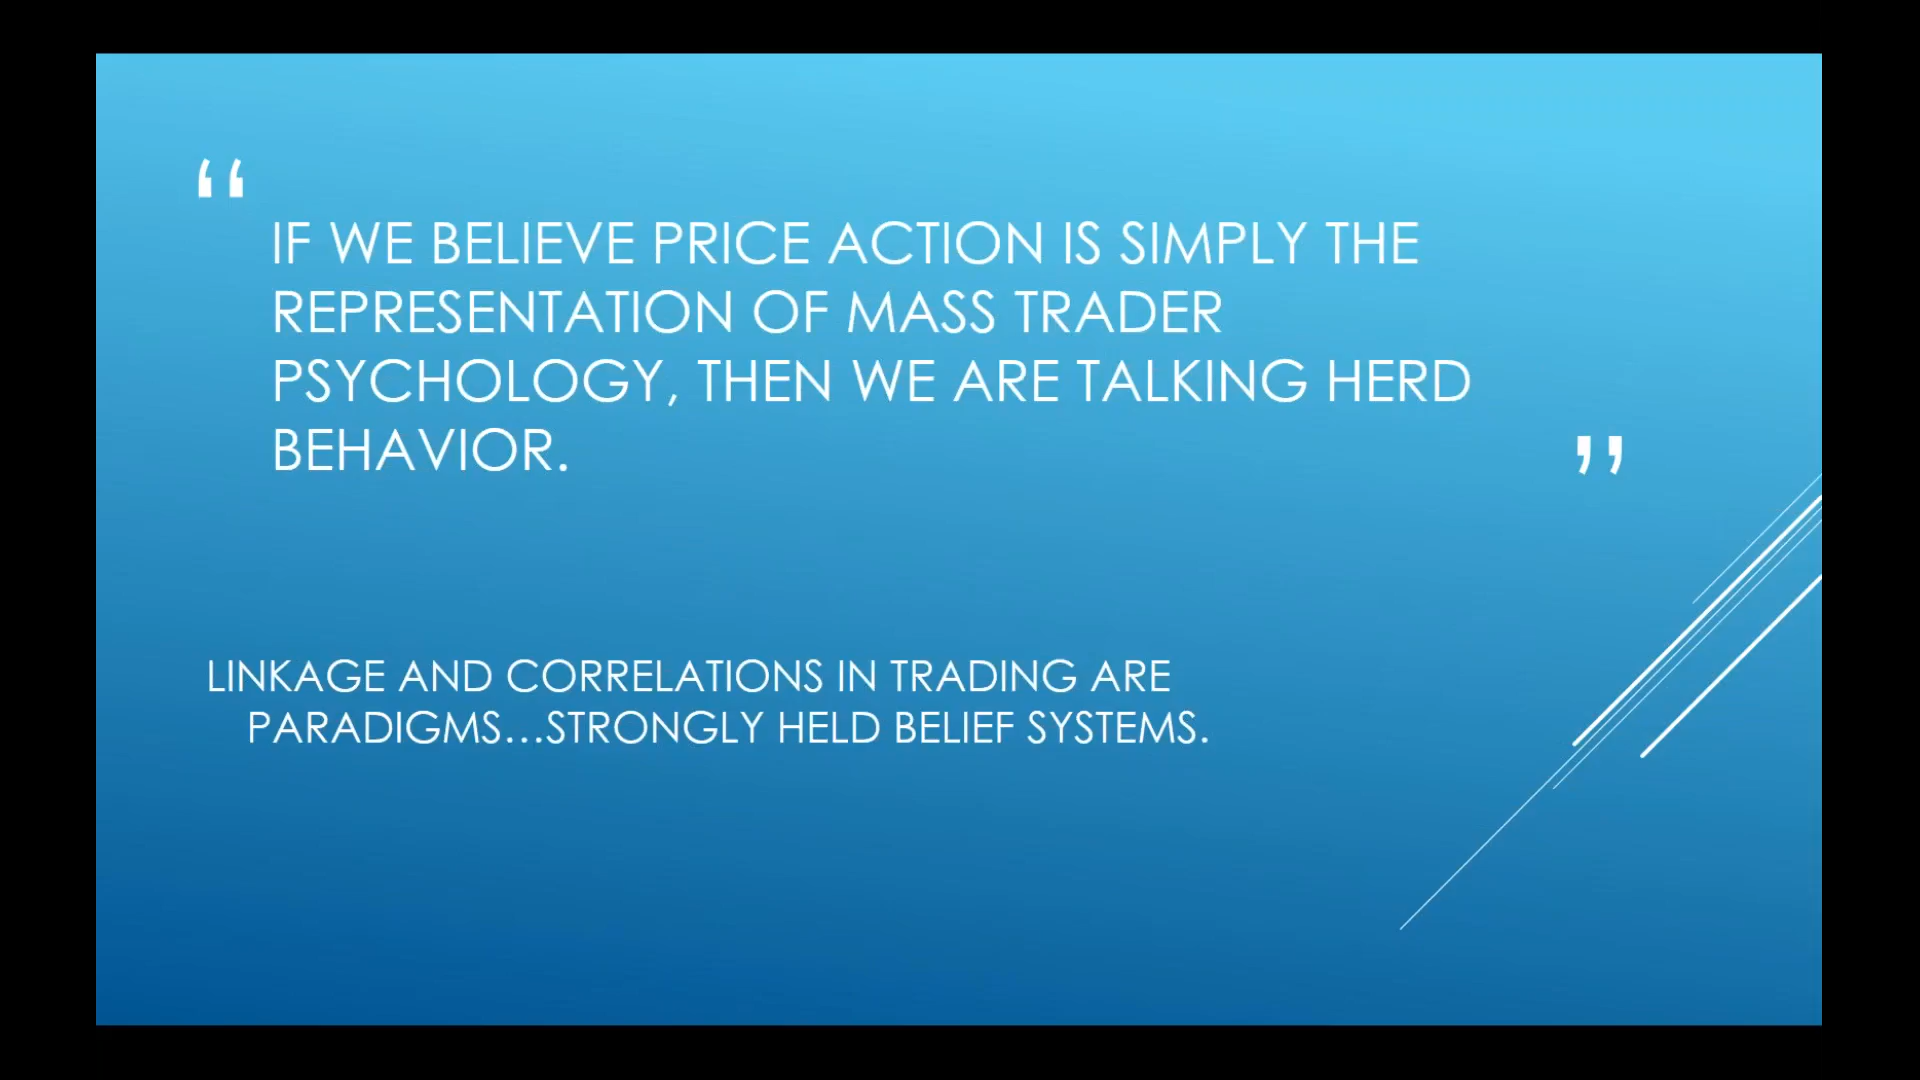 “
IF WE BELIEVE PRICE ACTION IS SIMPLY THE
REPRESENTATION OF MASS TRADER
PSYCHOLOGY, THEN WE ARE TALKING HERD
BEHAVIOR.
”
LINKAGE AND CORRELATIONS IN TRADING ARE
PARADIGMS...STRONGLY HELD BELIEF SYSTEMS.